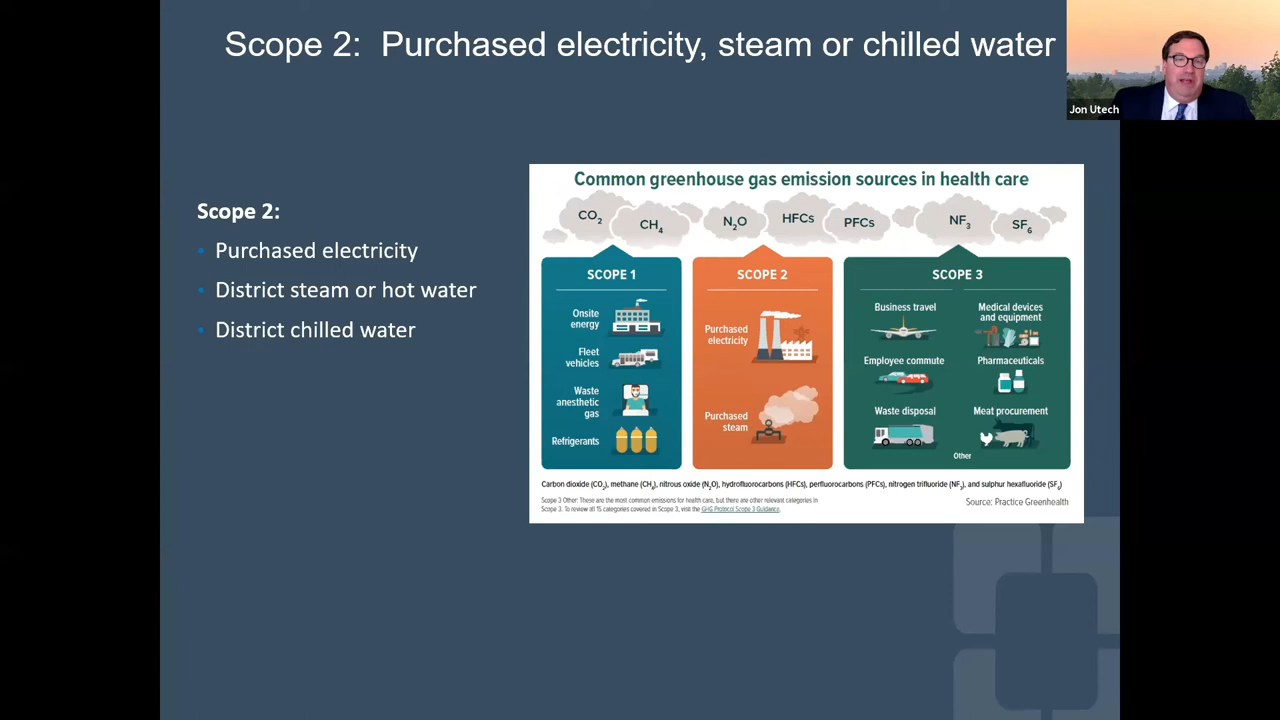 Scope 2: Purchased electricity, steam or chilled water
Jon Utech
Scope 2:
• Purchased electricity
• District steam or hot water
• District chilled water
Common greenhouse gas emission sources in health care
CO₂
CH₄
N₂O
HFCs
PFCs
NF₃
SF₆
SCOPE 1
Onsite
energy
Fleet
vehicles
Waste
anesthetic
gas
Refrigerants
SCOPE 2
Purchased
electricity
Purchased
steam
SCOPE 3
Business travel
Employee commute
Waste disposal
Medical devices
and equipment
Pharmaceuticals
Meat procurement
Other
Carbon dioxide (CO₂), methane (CH₄), nitrous oxide (N₂O), hydrofluorocarbons (HFCs), perfluorocarbons (PFCs), nitrogen trifluoride (NF₃), and sulphur hexafluoride (SF₆)
Scope 3 Other: These are the most common emissions for health care, but there are other relevant categories in
Scope 3. To review all 15 categories covered in Scope 3, visit the GHG Protocol Scope 3 Guidance.
Source: Practice Greenhealth